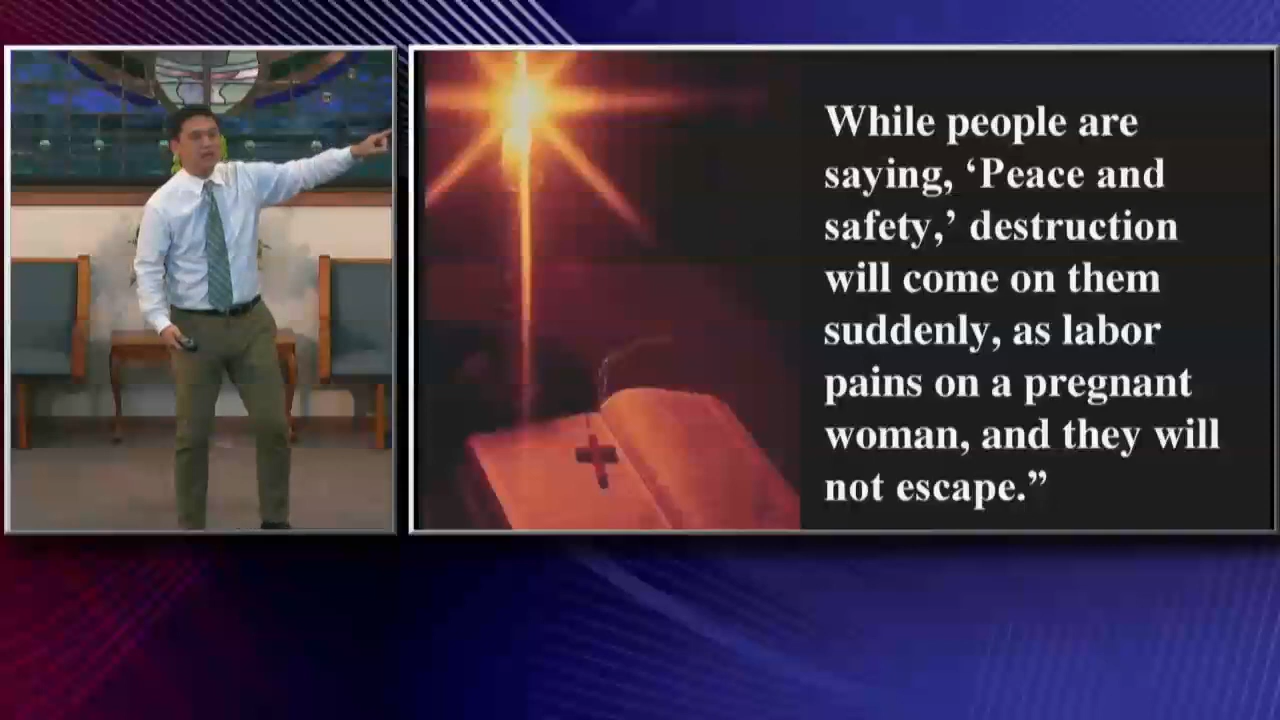 While people are
saying, ‘Peace and
safety,’ destruction
will come on them
suddenly, as labor
pains on a pregnant
woman, and they will
not escape.”